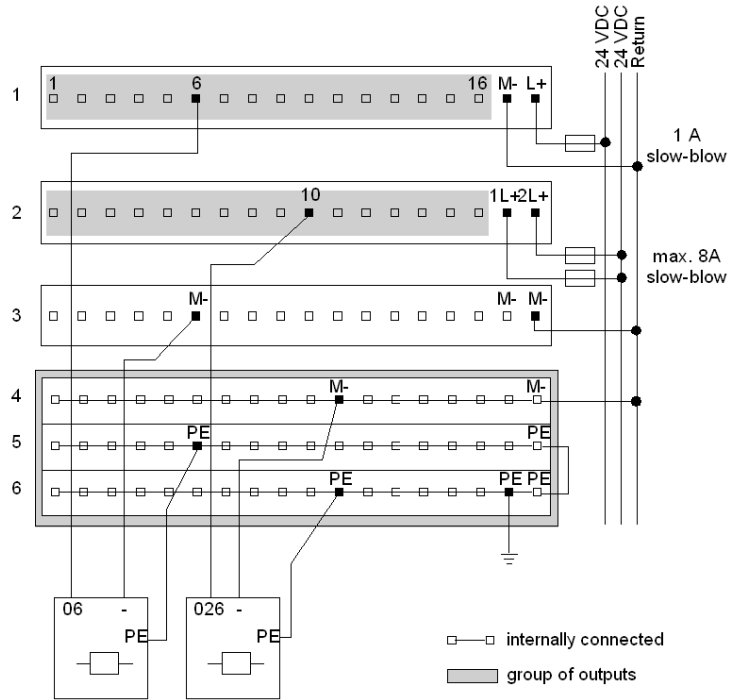 24 VDC
24 VDC
Return
1
1
6
16
M-
L+
1 A
slow-blow
2
10
1L+
2L+
max. 8A
slow-blow
3
M-
M-
M-
4
M-
M-
5
PE
PE
6
PE
PE
PE
06
-
PE
026
-
PE
internally connected
group of outputs